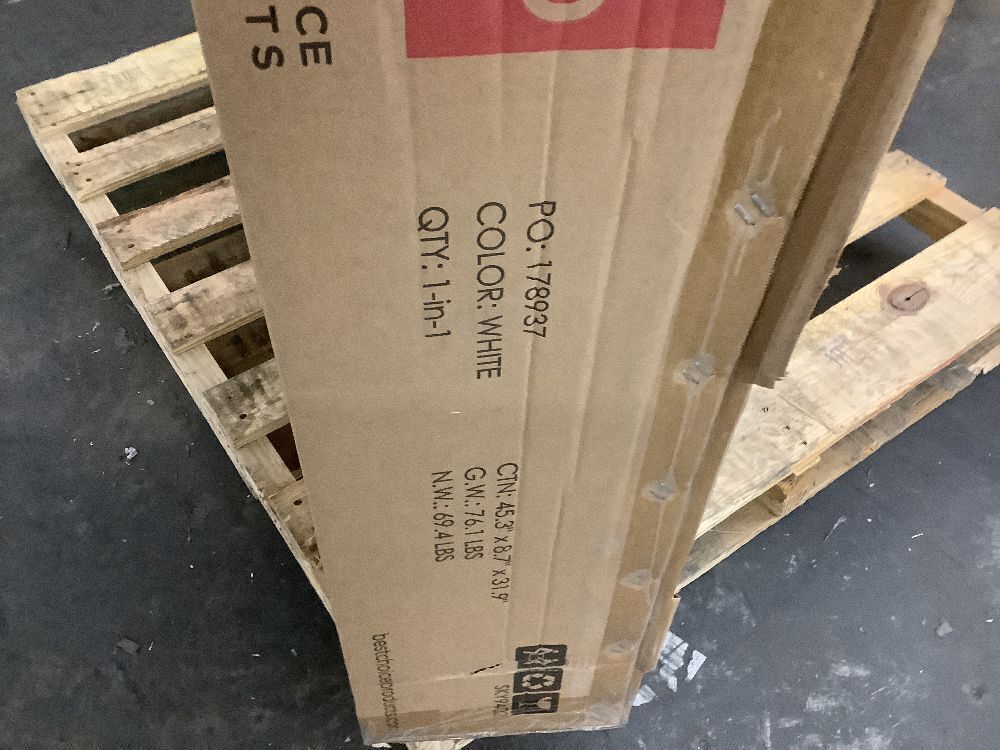 CE
TS
PO: 178937
COLOR: WHITE
QTY: 1-in-1
CTN: 45.3" x 8.7" x 31.9"
G.W.: 76.1 LBS
N.W.: 69.4 LBS
bestchoiceproducts.com